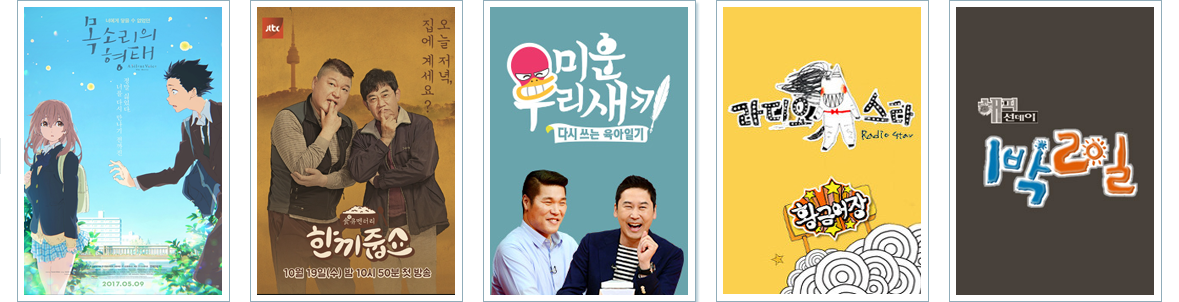 목소리의
형태
2017.05.09
jtbc
오늘 저녁,
집에 계세요?
한끼줍쇼
10월 19일(수) 밤 10시 50분 첫 방송
미운
우리새끼
다시 쓰는 육아일기
라디오 스타
Radio Star
황금어장
해피
선데이
1박2일